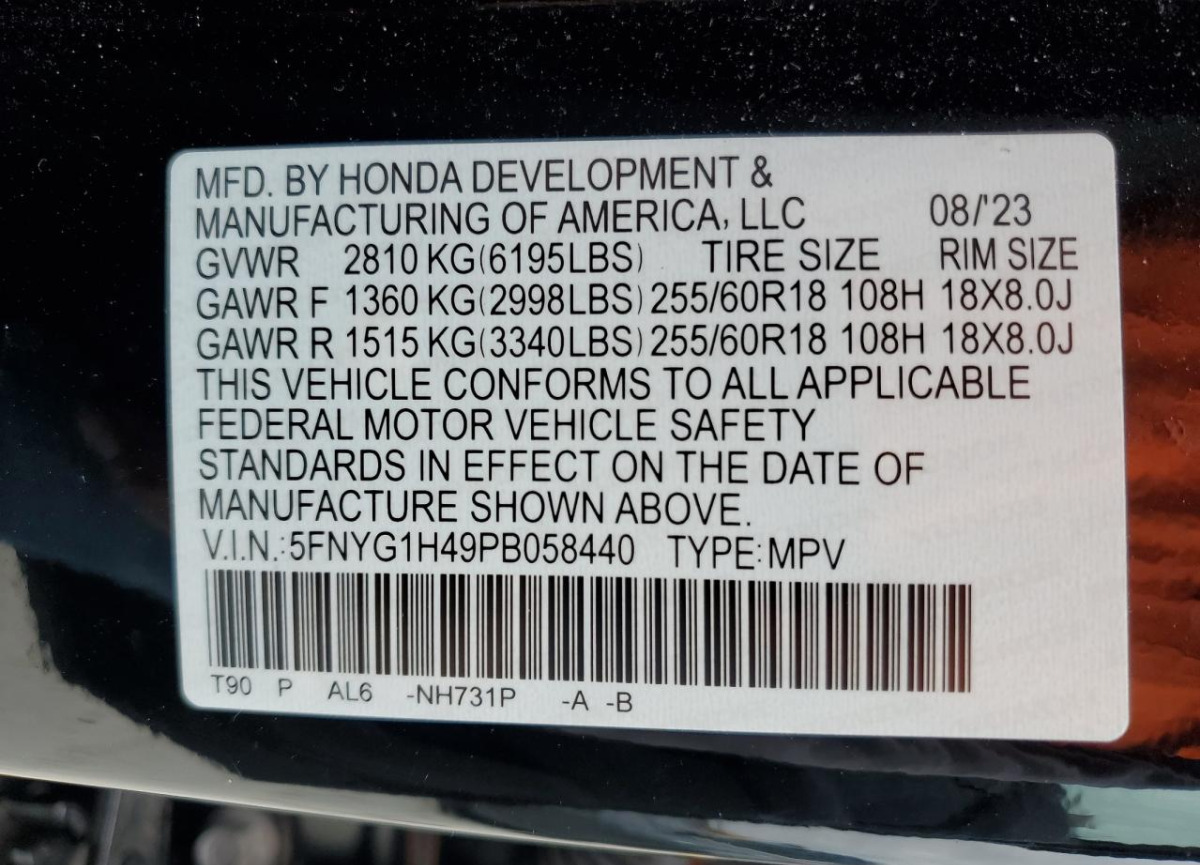 MFD. BY HONDA DEVELOPMENT &
MANUFACTURING OF AMERICA, LLC 08/'23
GVWR 2810 KG(6195LBS) TIRE SIZE RIM SIZE
GAWR F 1360 KG(2998LBS) 255/60R18 108H 18X8.0J
GAWR R 1515 KG(3340LBS) 255/60R18 108H 18X8.0J
THIS VEHICLE CONFORMS TO ALL APPLICABLE
FEDERAL MOTOR VEHICLE SAFETY
STANDARDS IN EFFECT ON THE DATE OF
MANUFACTURE SHOWN ABOVE.
V.I.N.:5FNYG1H49PB058440 TYPE:MPV
T90 P AL6 -NH731P -A -B